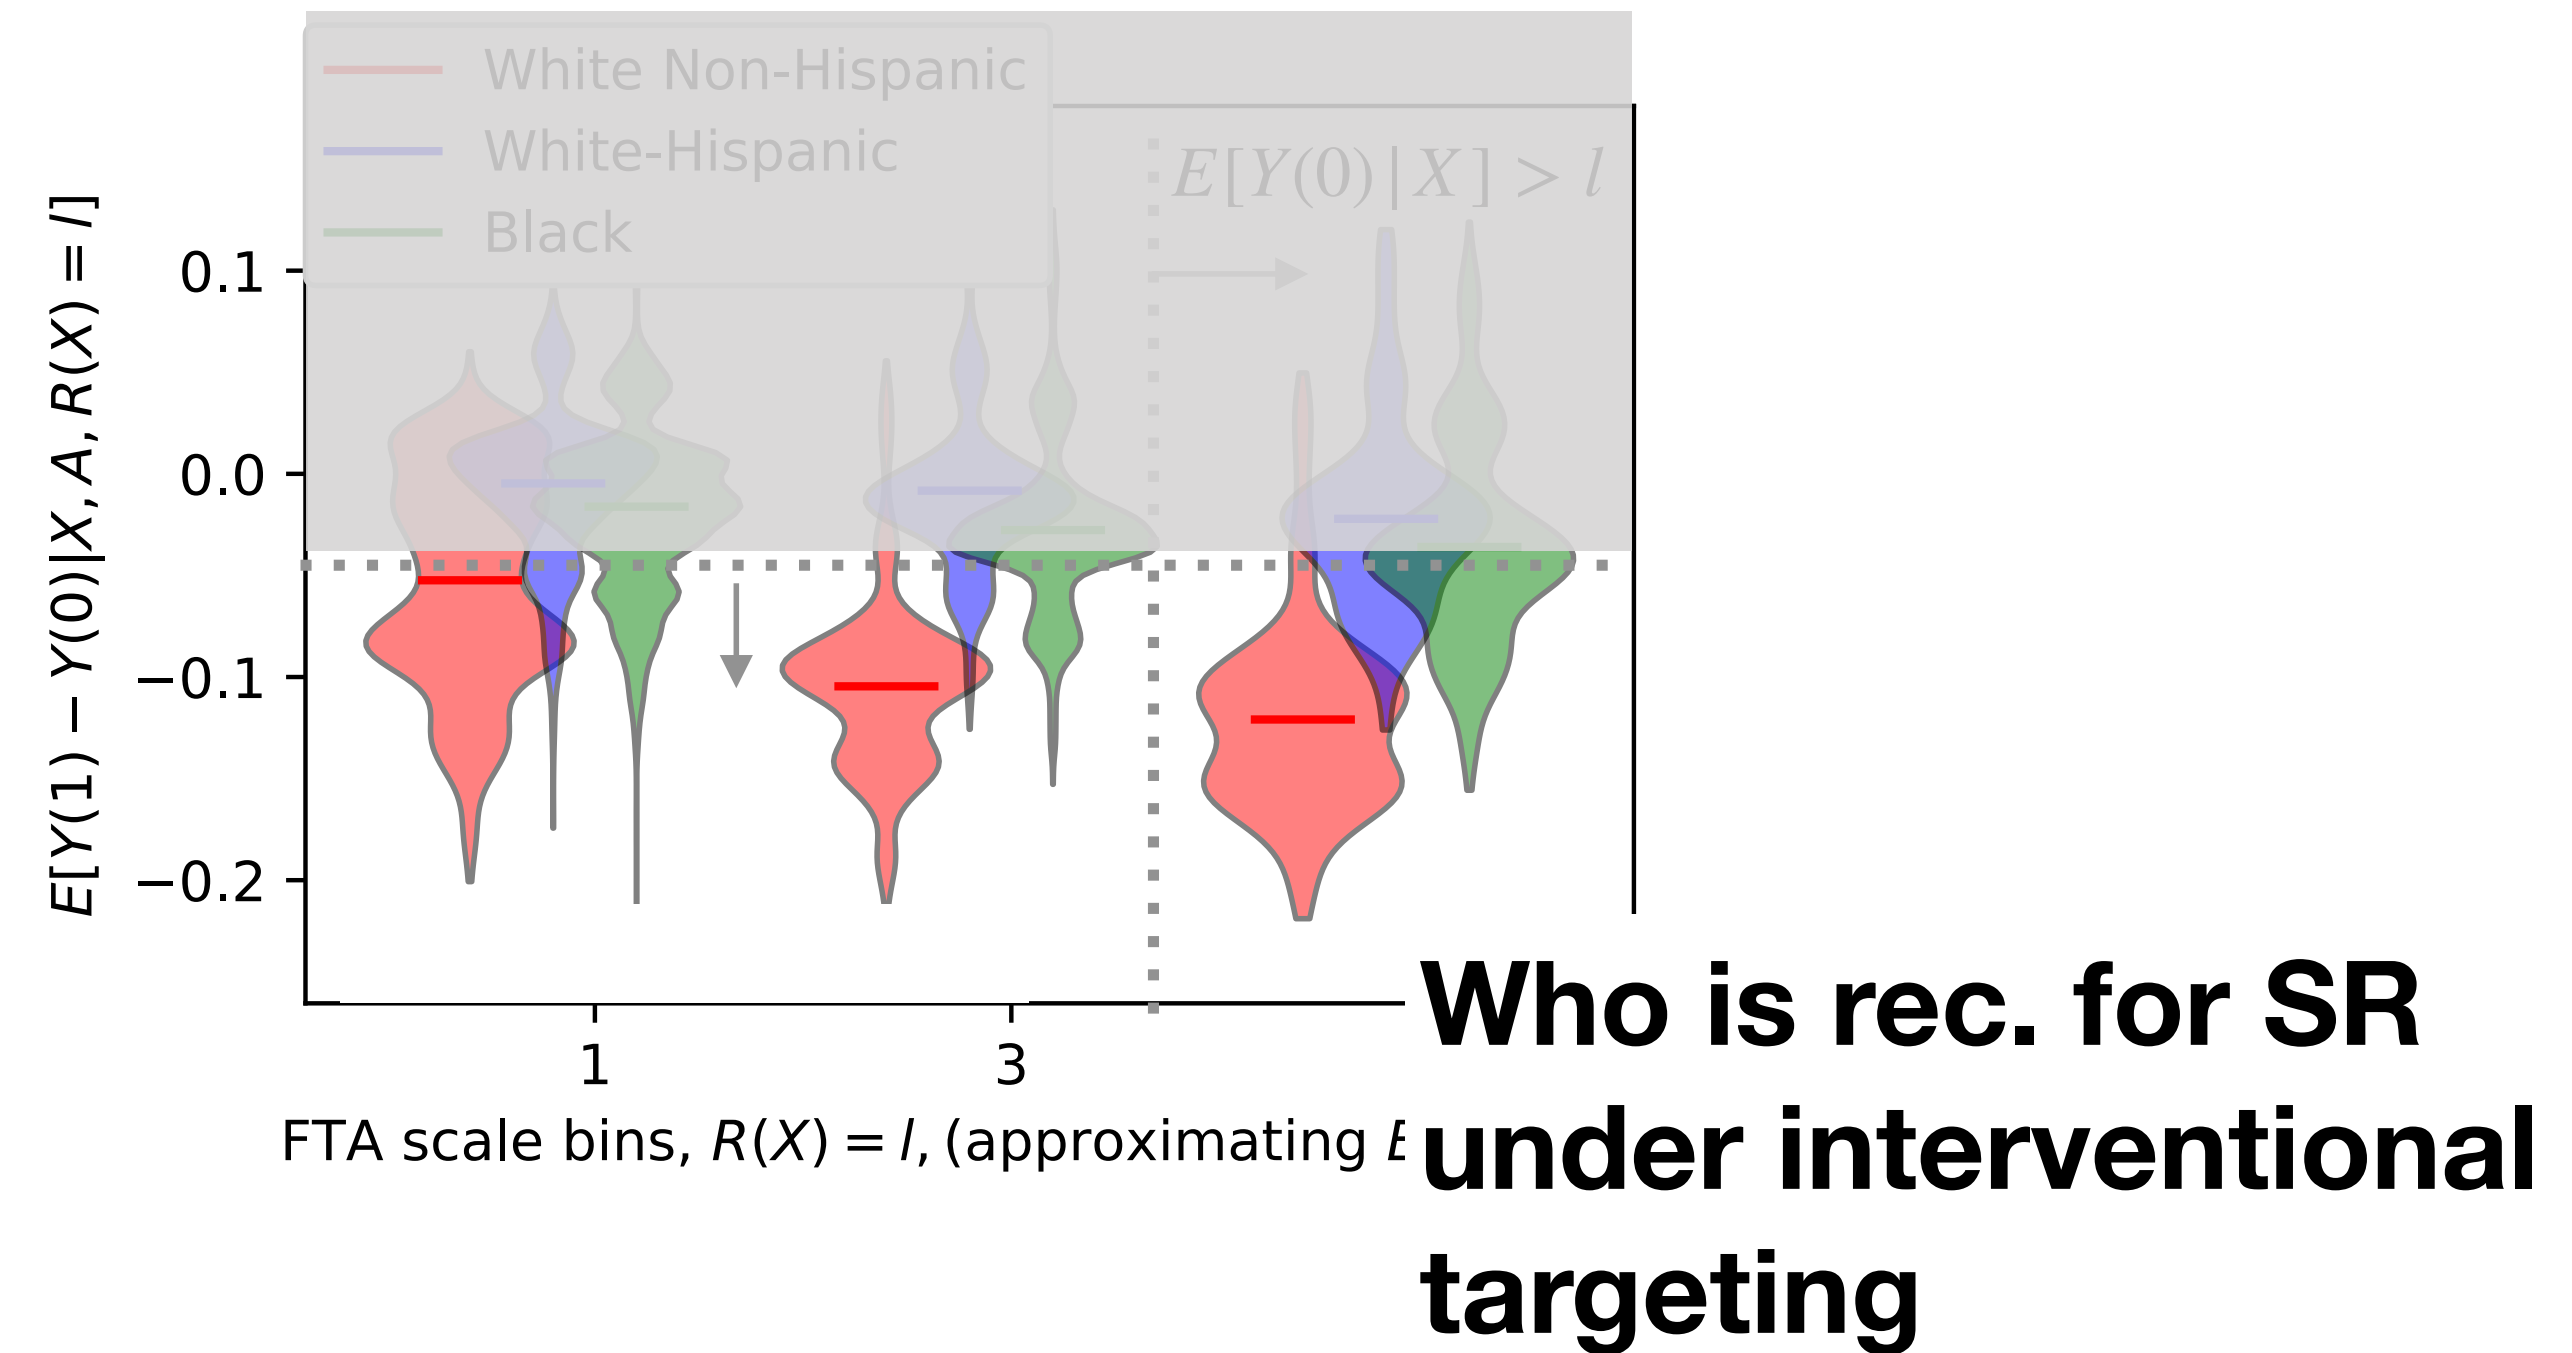 White Non-Hispanic
White-Hispanic
Black
E[Y(0)|X] > l
E[Y(1) − Y(0)|X, A, R(X) = l]
0.1
0.0
−0.1
−0.2
1
3
FTA scale bins, R(X) = l, (approximating E
Who is rec. for SR
under interventional
targeting